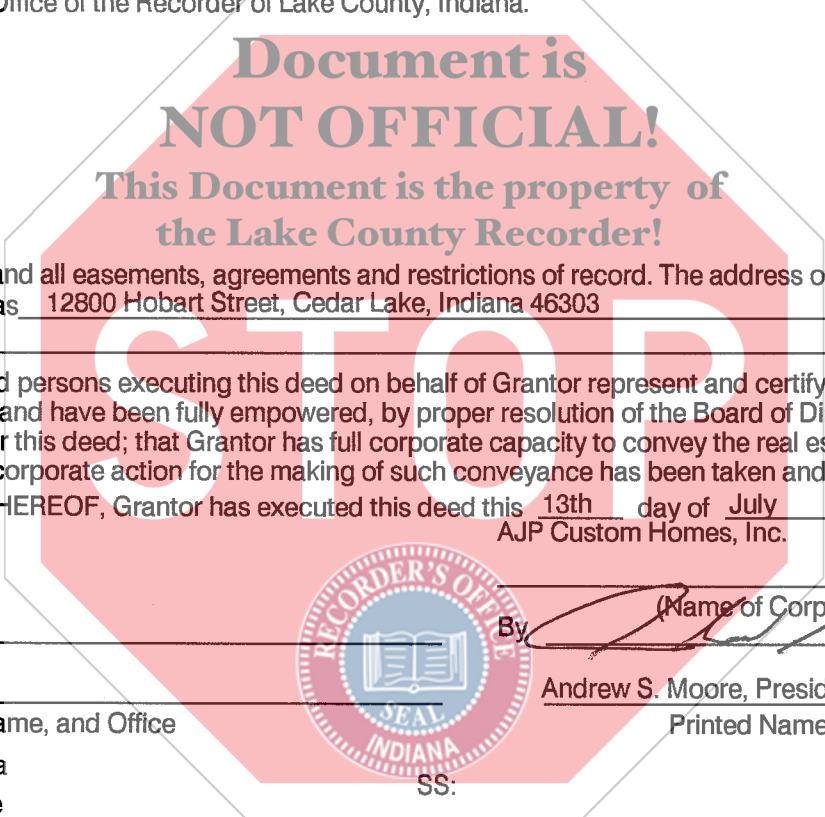 Office of the Recorder of Lake County, Indiana.
Document is
NOT OFFICIAL!
This Document is the property of
the Lake County Recorder!
and all easements, agreements and restrictions of record. The address o
as 12800 Hobart Street, Cedar Lake, Indiana 46303
STOP
d persons executing this deed on behalf of Grantor represent and certify
and have been fully empowered, by proper resolution of the Board of Di
r this deed; that Grantor has full corporate capacity to convey the real es
corporate action for the making of such conveyance has been taken and
HEREOF, Grantor has executed this deed this 13th day of July
AJP Custom Homes, Inc.
(Name of Corp
By
RECORDER'S OFFICE
SEAL
INDIANA
Andrew S. Moore, Presid
ame, and Office
Printed Name
a
SS:
e